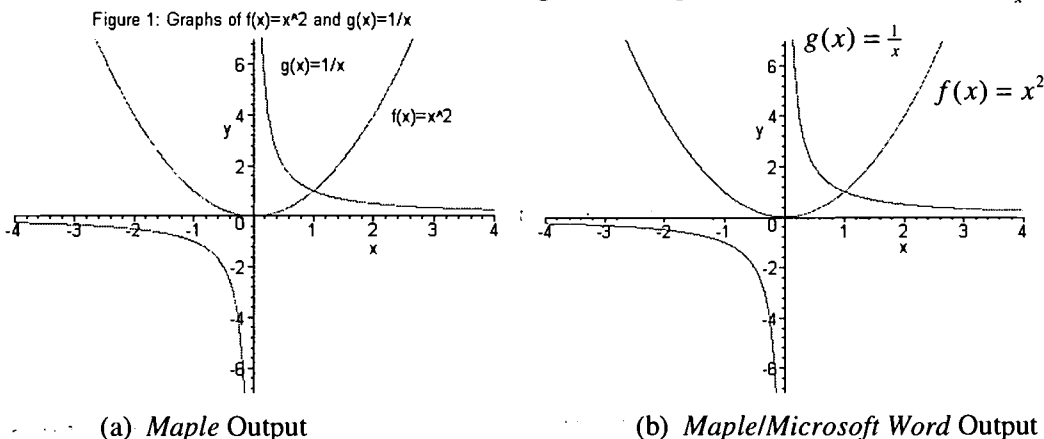 Figure 1: Graphs of f(x)=x^2 and g(x)=1/x
g(x)=1/x
f(x)=x^2
y
6
4
2
0
-2
-4
-6
-4 -3 -2 -1 1 2 3 4
x
(a) Maple Output
g(x) = 1/x
f(x) = x²
y
6
4
2
0
-2
-4
-6
-4 -3 -2 -1 1 2 3 4
x
(b) Maple/Microsoft Word Output